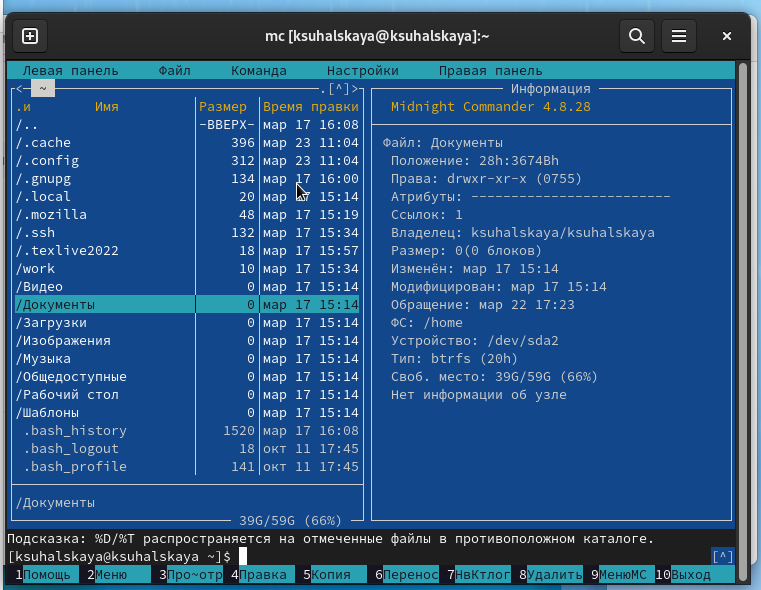 mc [ksuhalskaya@ksuhalskaya]:~
Левая панель Файл Команда Настройки Правая панель
<─ ~ .[^]>
.и Имя Размер Время правки
/.. -ВВЕРХ- мар 17 16:08
/.cache 396 мар 23 11:04
/.config 312 мар 23 11:04
/.gnupg 134 мар 17 16:00
/.local 20 мар 17 15:14
/.mozilla 48 мар 17 15:19
/.ssh 132 мар 17 15:34
/.texlive2022 18 мар 17 15:57
/work 10 мар 17 15:34
/Видео 0 мар 17 15:14
/Документы 0 мар 17 15:14
/Загрузки 0 мар 17 15:14
/Изображения 0 мар 17 15:14
/Музыка 0 мар 17 15:14
/Общедоступные 0 мар 17 15:14
/Рабочий стол 0 мар 17 15:14
/Шаблоны 0 мар 17 15:14
.bash_history 1520 мар 17 16:08
.bash_logout 18 окт 11 17:45
.bash_profile 141 окт 11 17:45
/Документы
39G/59G (66%)
Информация
Midnight Commander 4.8.28
Файл: Документы
Положение: 28h:3674Bh
Права: drwxr-xr-x (0755)
Атрибуты: -------------------------
Ссылок: 1
Владелец: ksuhalskaya/ksuhalskaya
Размер: 0(0 блоков)
Изменён: мар 17 15:14
Модифицирован: мар 17 15:14
Обращение: мар 22 17:23
ФС: /home
Устройство: /dev/sda2
Тип: btrfs (20h)
Своб. место: 39G/59G (66%)
Нет информации об узле
Подсказка: %D/%T распространяется на отмеченные файлы в противоположном каталоге.
[ksuhalskaya@ksuhalskaya ~]$ [^]
1Помощь 2Меню 3Про~отр 4Правка 5Копия 6Перенос 7НвКтлог 8Удалить 9МенюMC 10Выход